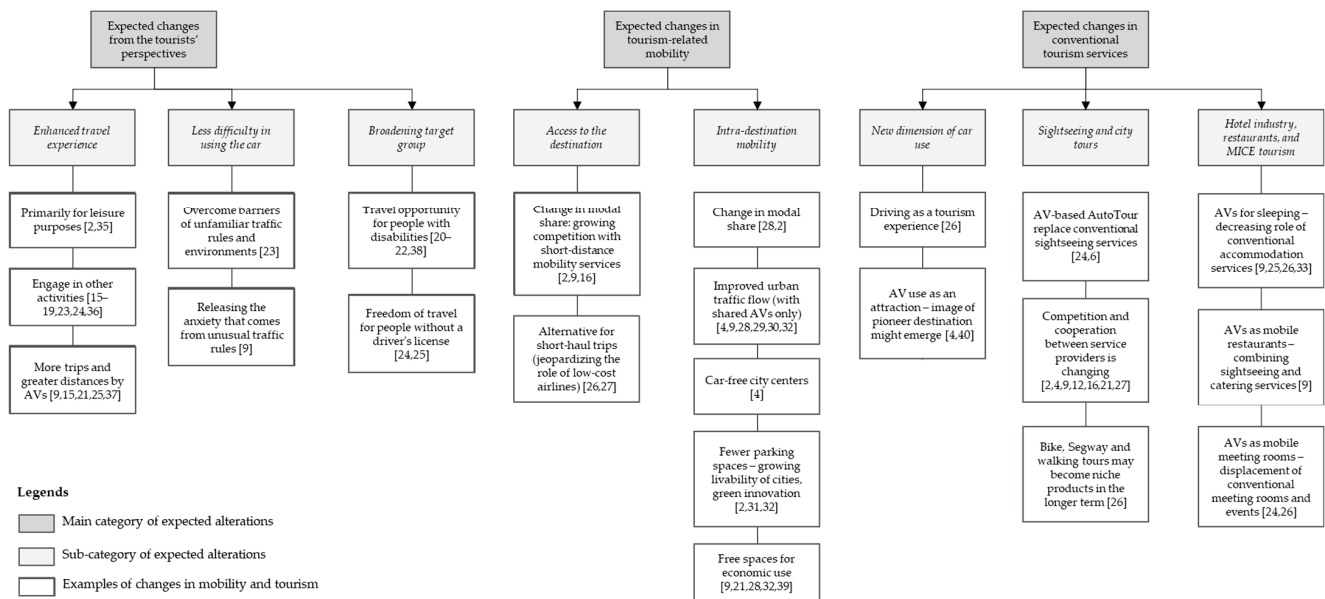 Expected changes
from the tourists'
perspectives
Expected changes in
tourism-related
mobility
Expected changes in
conventional
tourism services
Enhanced travel
experience
Less difficulty in
using the car
Broadening target
group
Access to the
destination
Intra-destination
mobility
New dimension of car
use
Sightseeing and city
tours
Hotel industry,
restaurants, and
MICE tourism
Primarily for leisure
purposes [2,35]
Engage in other
activities [15–
19,23,24,36]
More trips and
greater distances by
AVs [9,15,21,25,37]
Overcome barriers
of unfamiliar traffic
rules and
environments [23]
Releasing the
anxiety that comes
from unusual traffic
rules [9]
Travel opportunity
for people with
disabilities [20–
22,38]
Freedom of travel
for people without a
driver's license
[24,25]
Change in modal
share: growing
competition with
short-distance
mobility services
[2,9,16]
Alternative for
short-haul trips
(jeopardizing the
role of low-cost
airlines) [26,27]
Change in modal
share [28,2]
Improved urban
traffic flow (with
shared AVs only)
[4,9,28,29,30,32]
Car-free city centers
[4]
Fewer parking
spaces – growing
livability of cities,
green innovation
[2,31,32]
Free spaces for
economic use
[9,21,28,32,39]
Driving as a tourism
experience [26]
AV use as an
attraction – image of
pioneer destination
might emerge [4,40]
AV-based AutoTour
replace conventional
sightseeing services
[24,6]
Competition and
cooperation
between service
providers is
changing
[2,4,9,12,16,21,27]
Bike, Segway and
walking tours may
become niche
products in the
longer term [26]
AVs for sleeping –
decreasing role of
conventional
accommodation
services [9,25,26,33]
AVs as mobile
restaurants –
combining
sightseeing and
catering services [9]
AVs as mobile
meeting rooms –
displacement of
conventional
meeting rooms and
events [24,26]
Legends
Main category of expected alterations
Sub-category of expected alterations
Examples of changes in mobility and tourism